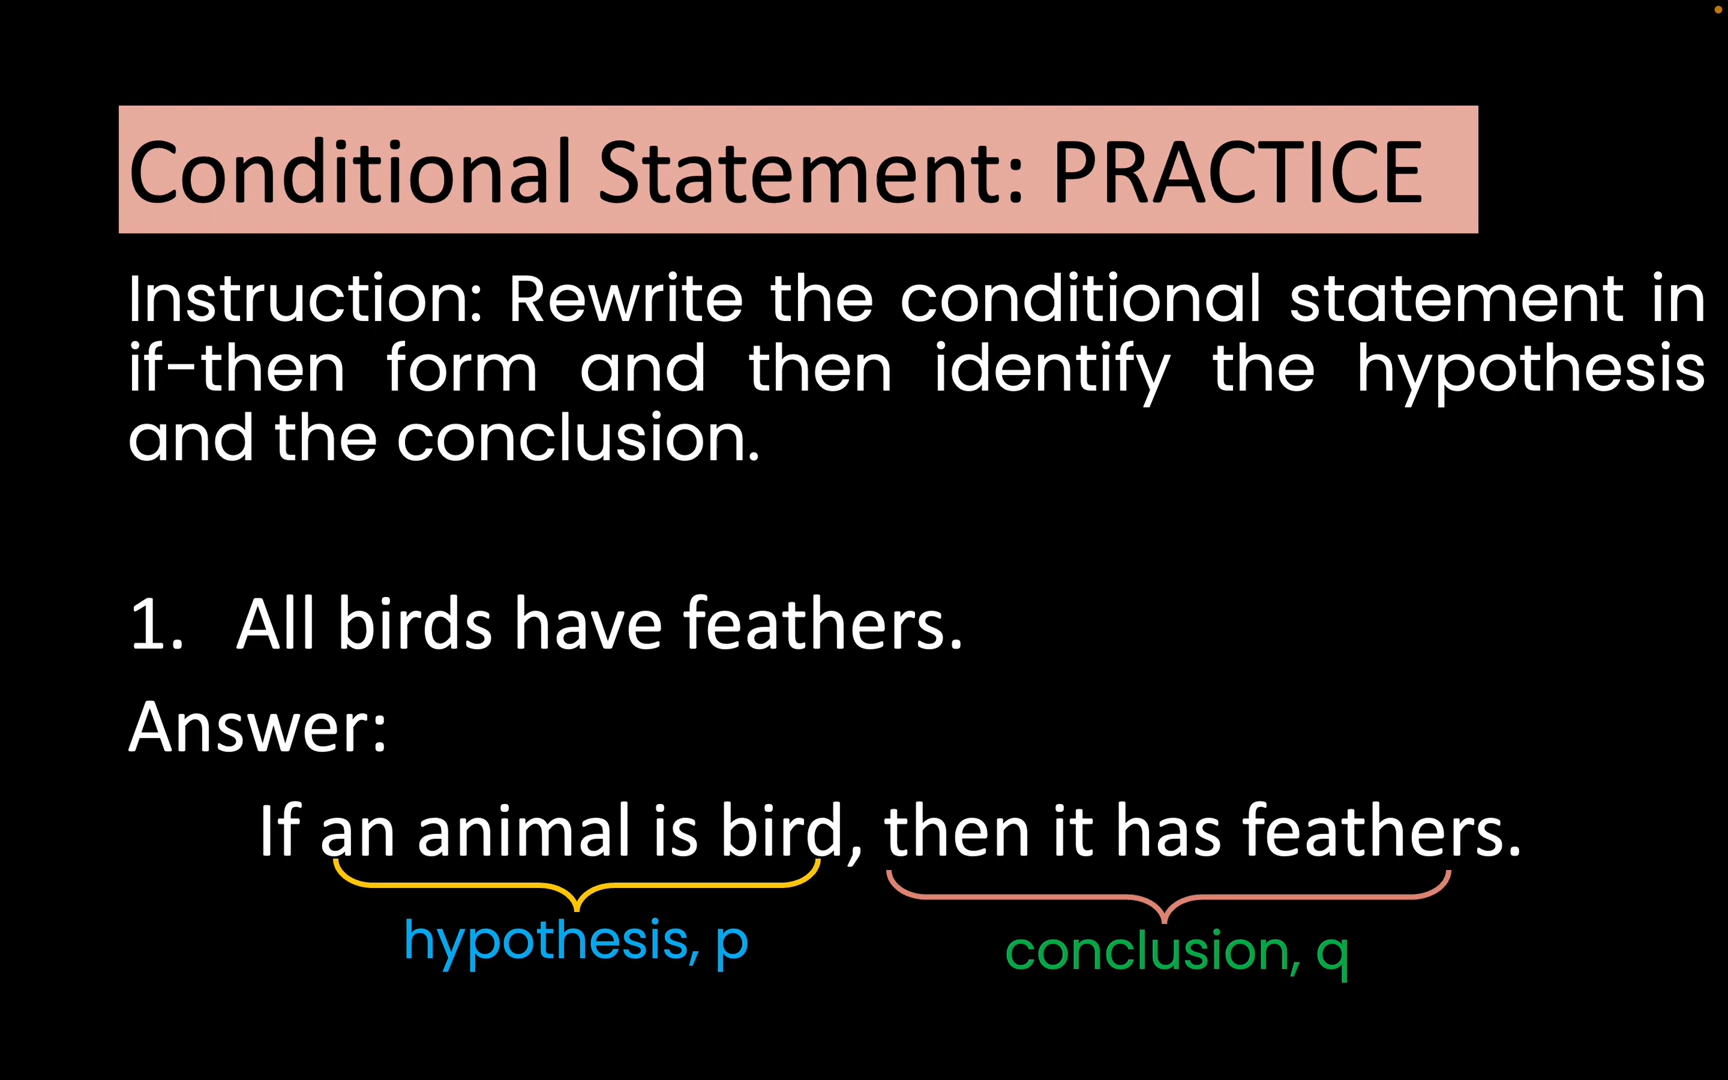 Conditional Statement: PRACTICE
Instruction: Rewrite the conditional statement in
if-then form and then identify the hypothesis
and the conclusion.
1. All birds have feathers.
Answer:
If an animal is bird, then it has feathers.
hypothesis, p
conclusion, q